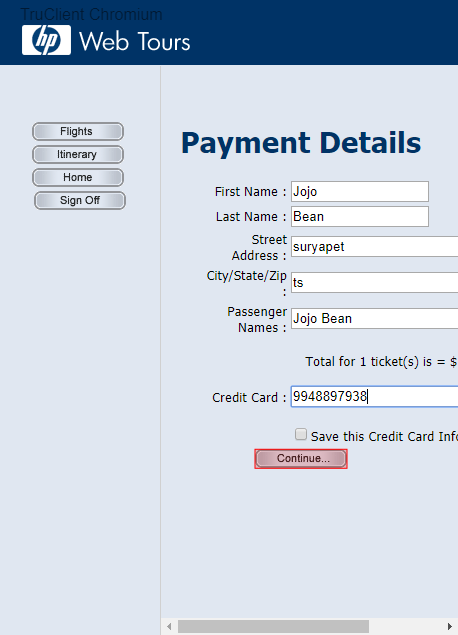 TruClient Chromium
hp Web Tours
Flights
Itinerary
Home
Sign Off
Payment Details
First Name : Jojo
Last Name : Bean
Street
Address : suryapet
City/State/Zip
: ts
Passenger
Names : Jojo Bean
Total for 1 ticket(s) is = $
Credit Card : 9948897938
Save this Credit Card Info
Continue...